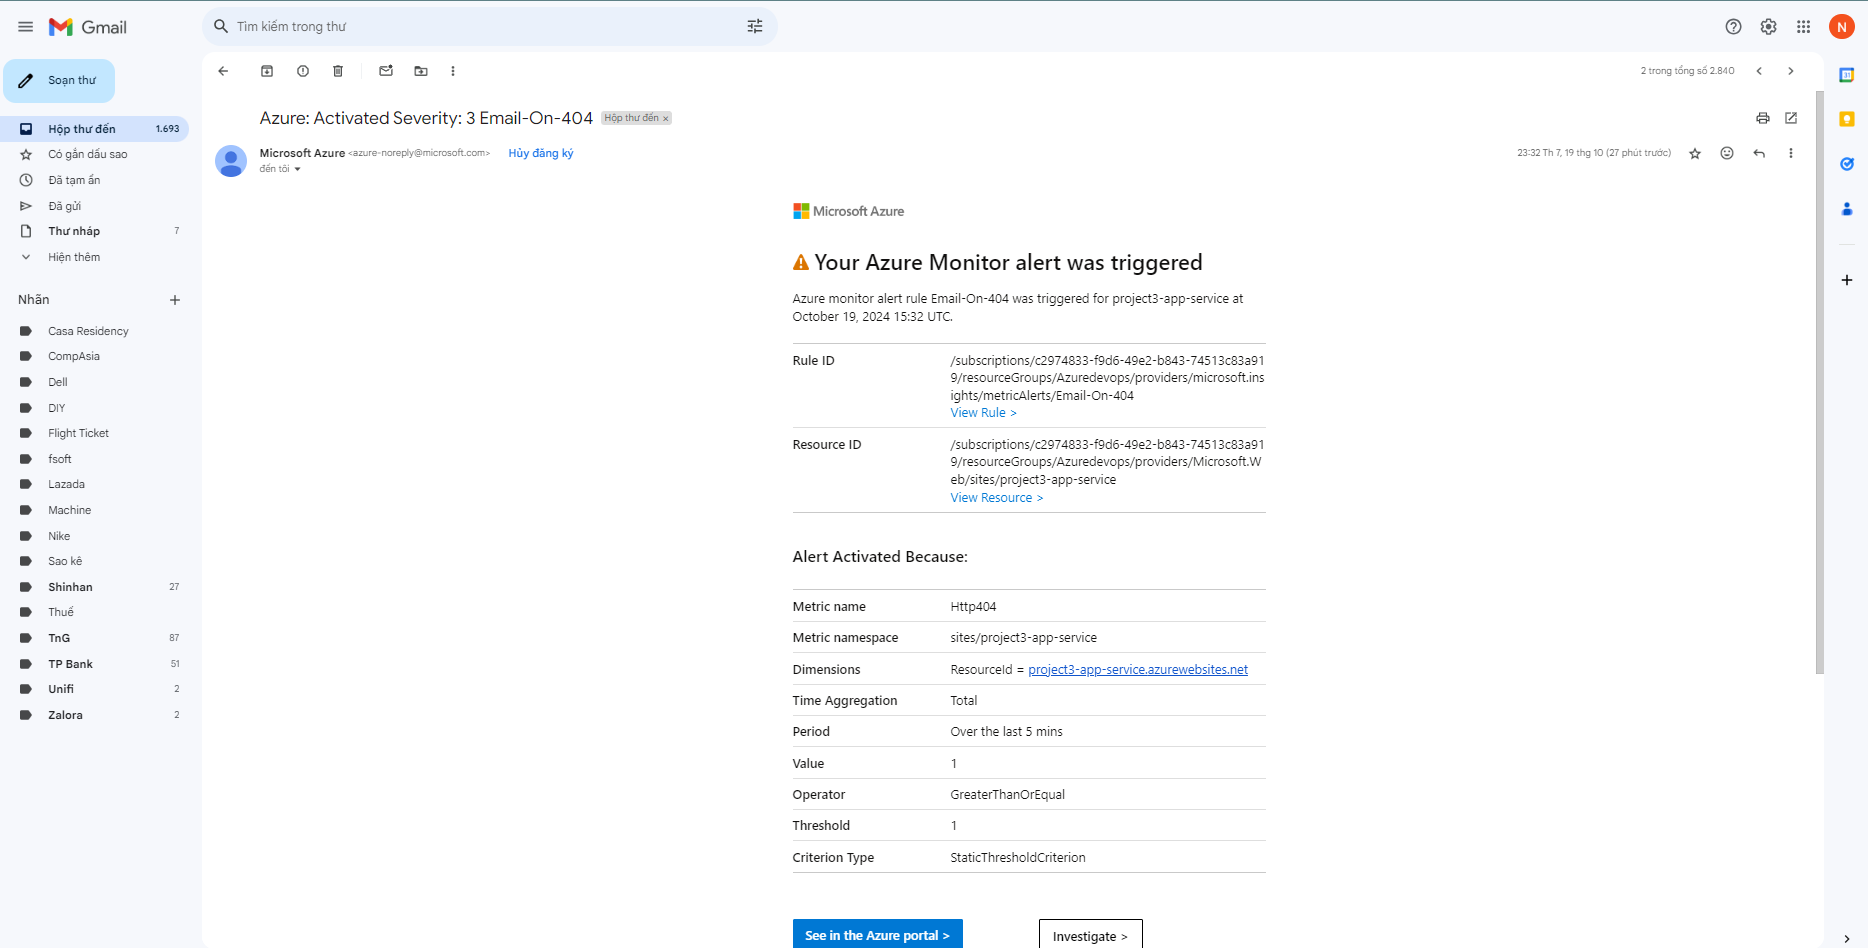 Gmail
Tìm kiếm trong thư
N
Soạn thư
2 trong tổng số 2.840
Hộp thư đến 1.693
Có gắn dấu sao
Đã tạm ẩn
Đã gửi
Thư nháp 7
Hiện thêm
Nhãn
Casa Residency
CompAsia
Dell
DIY
Flight Ticket
fsoft
Lazada
Machine
Nike
Sao kê
Shinhan 27
Thuế
TnG 87
TP Bank 51
Unifi 2
Zalora 2
Azure: Activated Severity: 3 Email-On-404 Hộp thư đến x
Microsoft Azure <azure-noreply@microsoft.com> Hủy đăng ký
23:32 Th 7, 19 thg 10 (27 phút trước)
đến tôi
Microsoft Azure
Your Azure Monitor alert was triggered
Azure monitor alert rule Email-On-404 was triggered for project3-app-service at
October 19, 2024 15:32 UTC.
Rule ID /subscriptions/c2974833-f9d6-49e2-b843-74513c83a91
9/resourceGroups/Azuredevops/providers/microsoft.ins
ights/metricAlerts/Email-On-404
View Rule >
Resource ID /subscriptions/c2974833-f9d6-49e2-b843-74513c83a91
9/resourceGroups/Azuredevops/providers/Microsoft.W
eb/sites/project3-app-service
View Resource >
Alert Activated Because:
Metric name Http404
Metric namespace sites/project3-app-service
Dimensions ResourceId = project3-app-service.azurewebsites.net
Time Aggregation Total
Period Over the last 5 mins
Value 1
Operator GreaterThanOrEqual
Threshold 1
Criterion Type StaticThresholdCriterion
See in the Azure portal > Investigate >
31